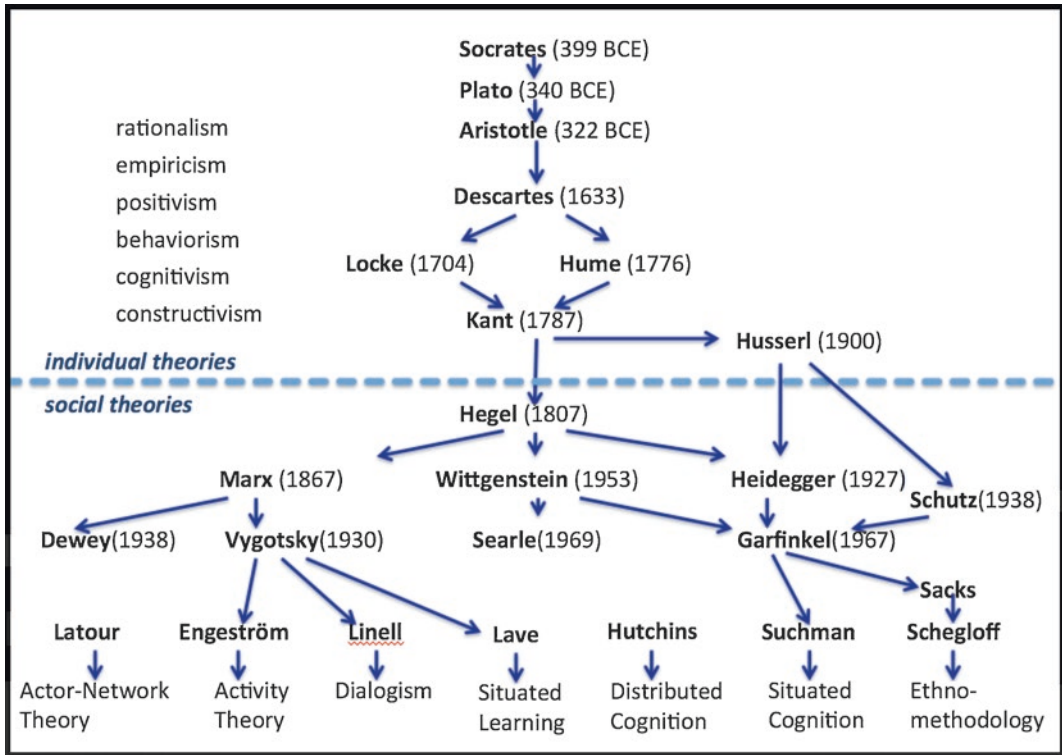 Socrates (399 BCE)
Plato (340 BCE)
rationalism
Aristotle (322 BCE)
empiricism
positivism
Descartes (1633)
behaviorism
Locke (1704)
Hume (1776)
cognitivism
constructivism
Kant (1787)
Husserl (1900)
individual theories
social theories
Hegel (1807)
Marx (1867)
Wittgenstein (1953)
Heidegger (1927)
Schutz(1938)
Dewey(1938)
Vygotsky(1930)
Searle(1969)
Garfinkel(1967)
Sacks
Latour
Engeström
Linell
Lave
Hutchins
Suchman
Schegloff
Actor-Network
Theory
Activity
Theory
Dialogism
Situated
Learning
Distributed
Cognition
Situated
Cognition
Ethno-
methodology